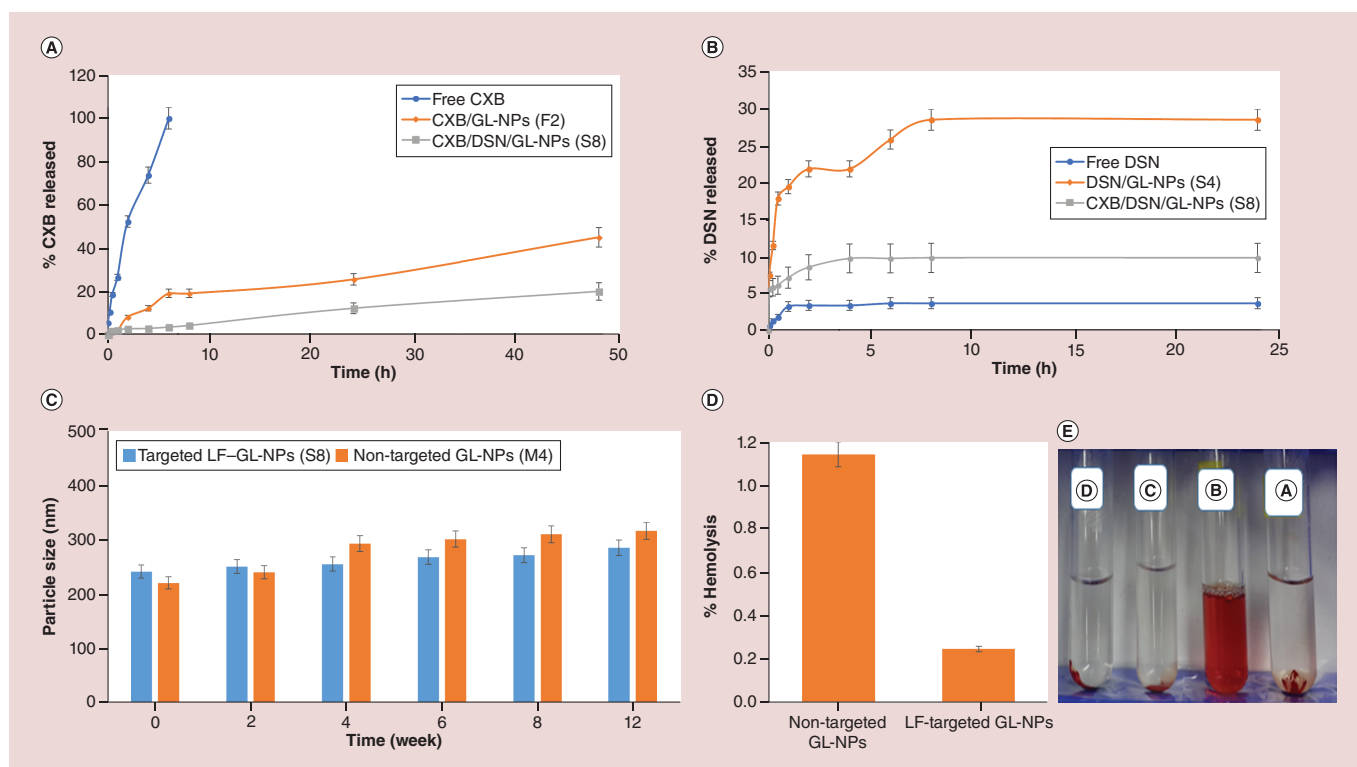 A
120
100
80
60
40
20
0
% CXB released
Free CXB
CXB/GL-NPs (F2)
CXB/DSN/GL-NPs (S8)
0 10 20 30 40 50
Time (h)
B
35
30
25
20
15
10
5
0
% DSN released
Free DSN
DSN/GL-NPs (S4)
CXB/DSN/GL-NPs (S8)
0 5 10 15 20 25
Time (h)
C
500
400
300
200
100
0
Particle size (nm)
Targeted LF–GL-NPs (S8) Non-targeted GL-NPs (M4)
0 2 4 6 8 12
Time (week)
D
1.2
1.0
0.8
0.6
0.4
0.2
0.0
% Hemolysis
Non-targeted
GL-NPs
LF-targeted GL-NPs
E
D C B A